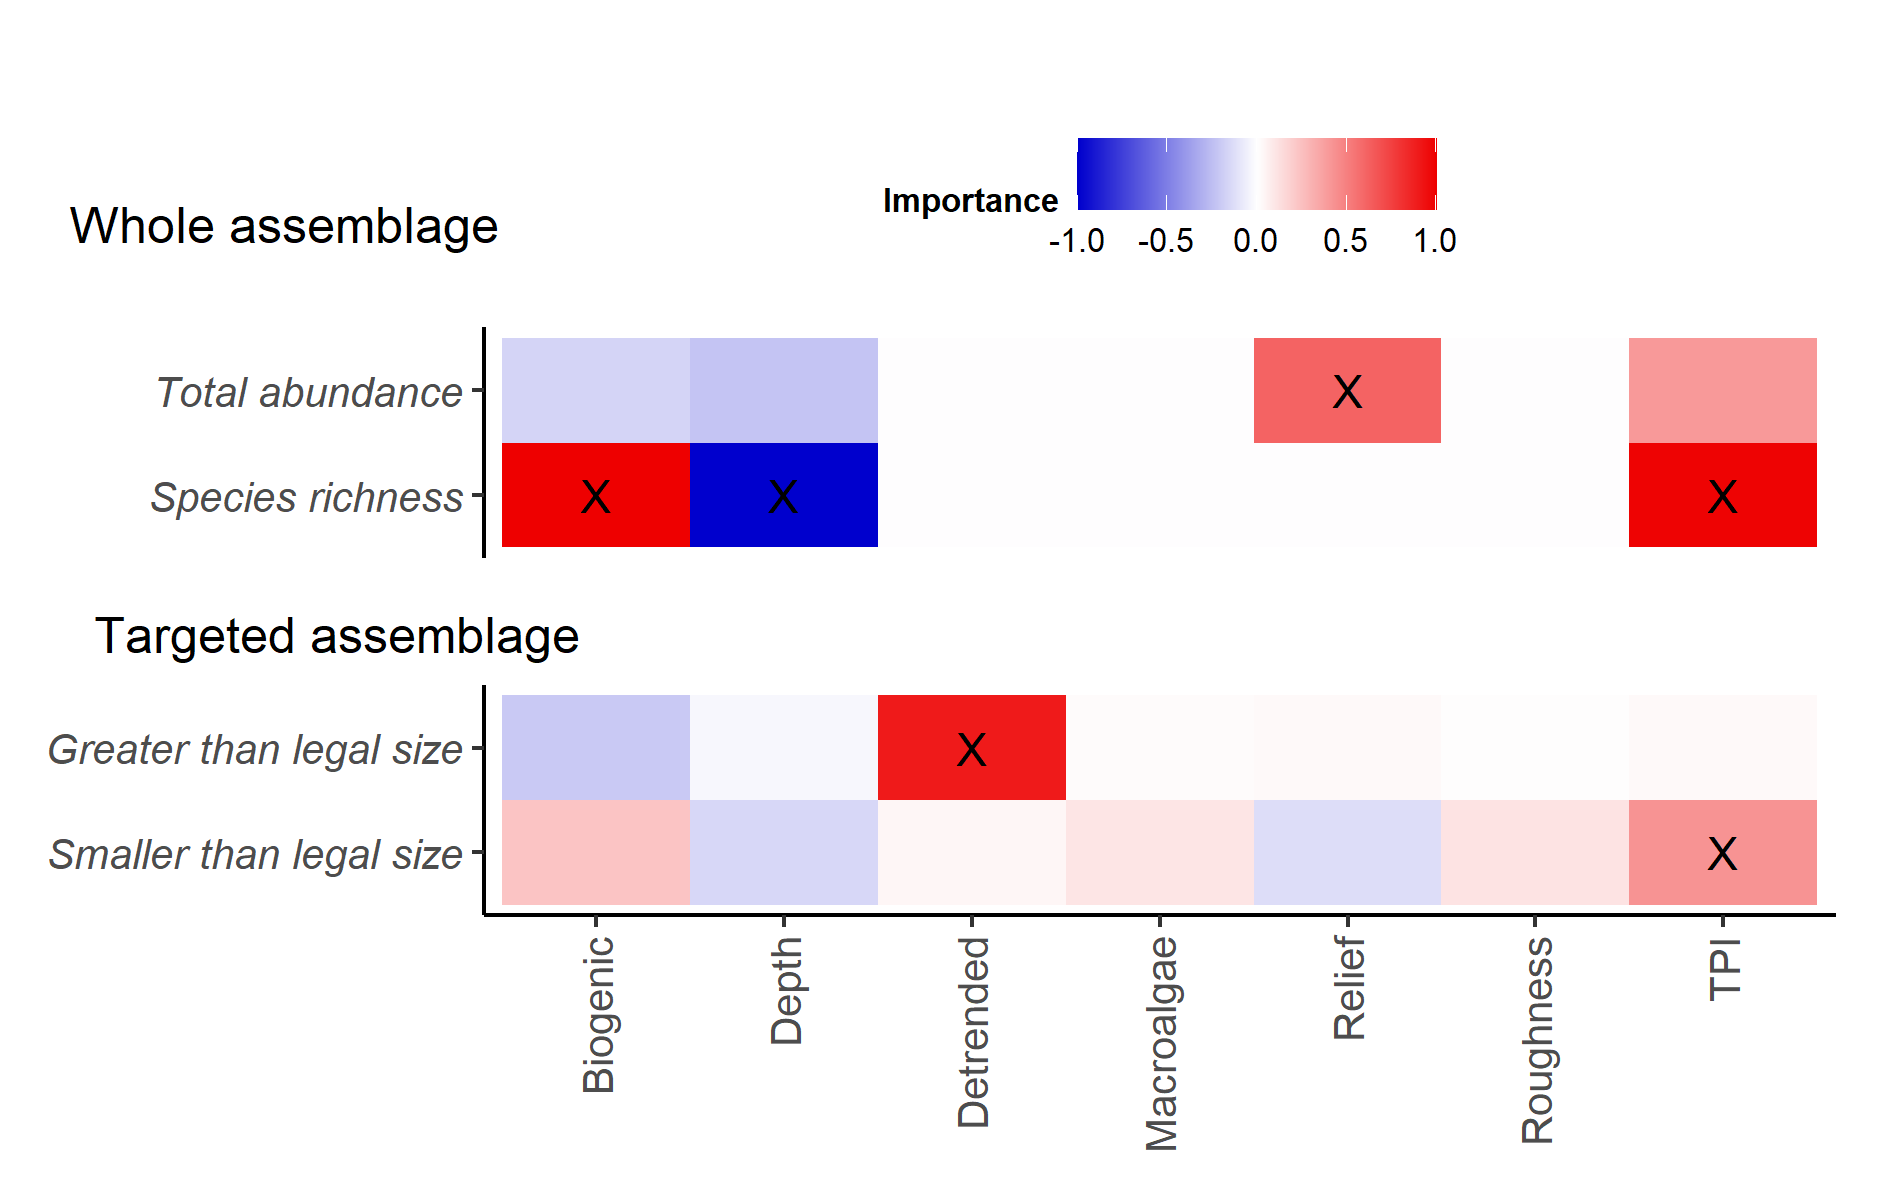 Importance
-1.0 -0.5 0.0 0.5 1.0
Whole assemblage
Total abundance
X
Species richness
X X X
Targeted assemblage
Greater than legal size
X
Smaller than legal size
X
Biogenic
Depth
Detrended
Macroalgae
Relief
Roughness
TPI